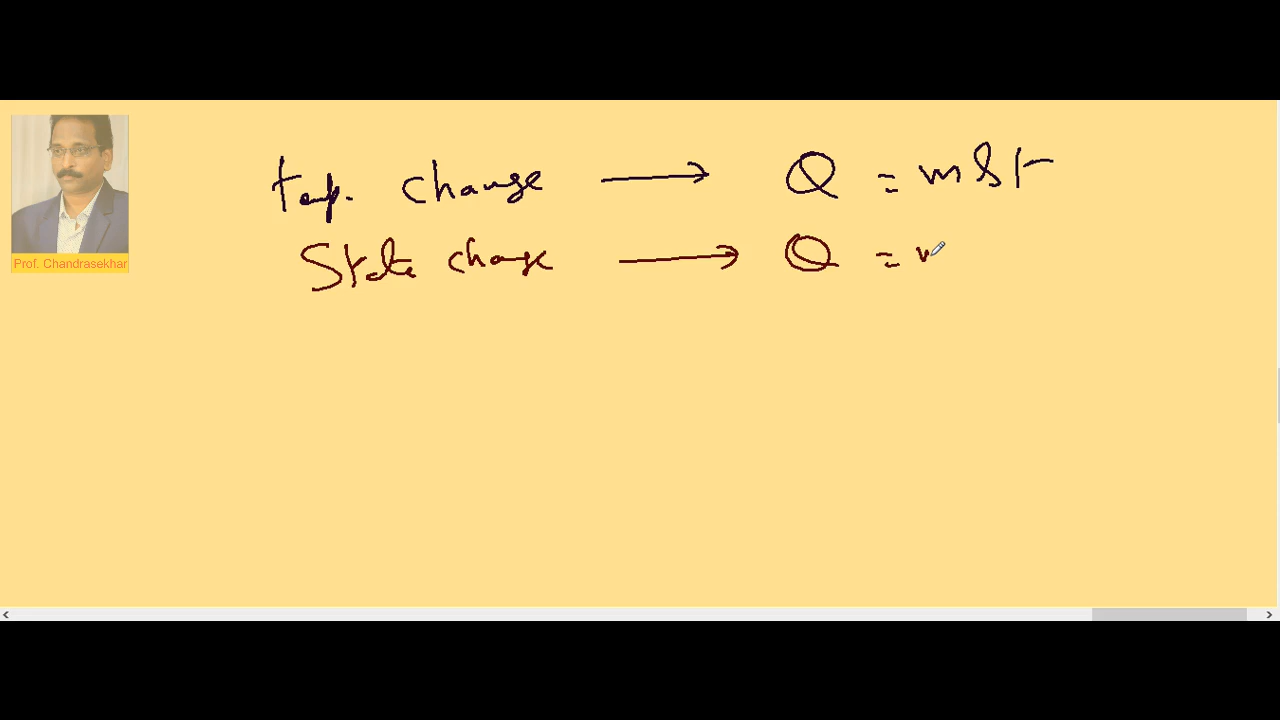 Prof. Chandrasekhar
temp. change → Q = mst
State change → Q =